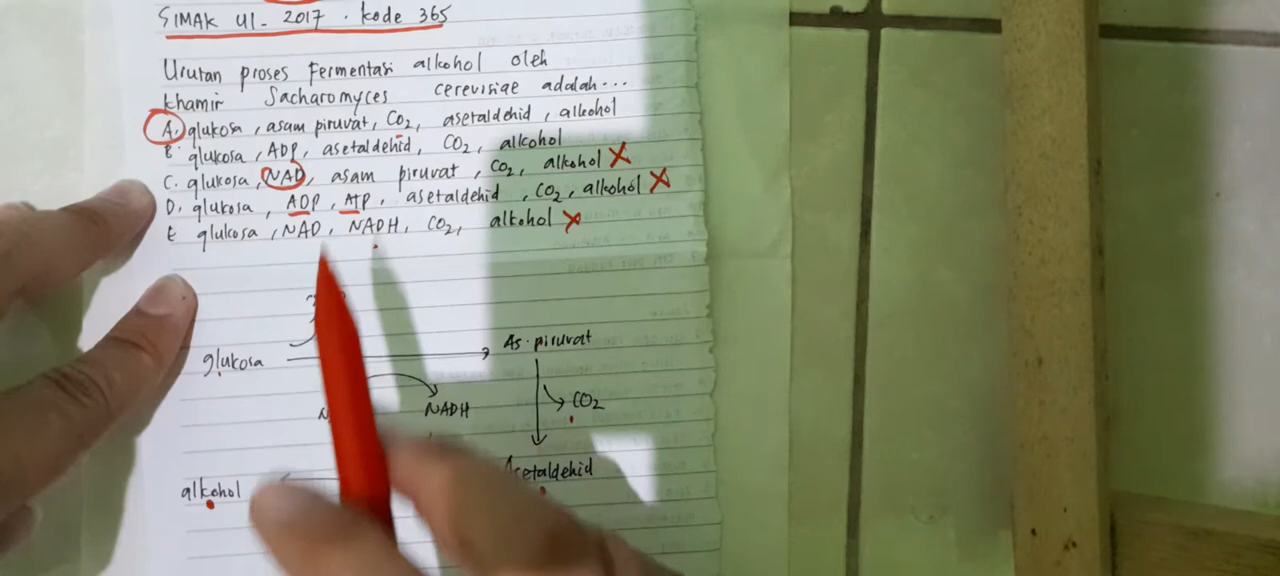 SIMAK UI - 2017 . kode 365
Urutan proses Fermentasi alkohol oleh
khamir Sacharomyces cerevisiae adalah...
A. glukosa, asam piruvat, CO2, asetaldehid, alkohol
B. glukosa, ADP, asetaldehid, CO2, alkohol
C. glukosa, NAD, asam piruvat, CO2, alkohol X
D. glukosa, ADP, ATP, asetaldehid, CO2, alkohol X
E glukosa, NAD, NADH, CO2, alkohol X
glukosa
As. piruvat
CO2
NADH
Acetaldehid
alkohol